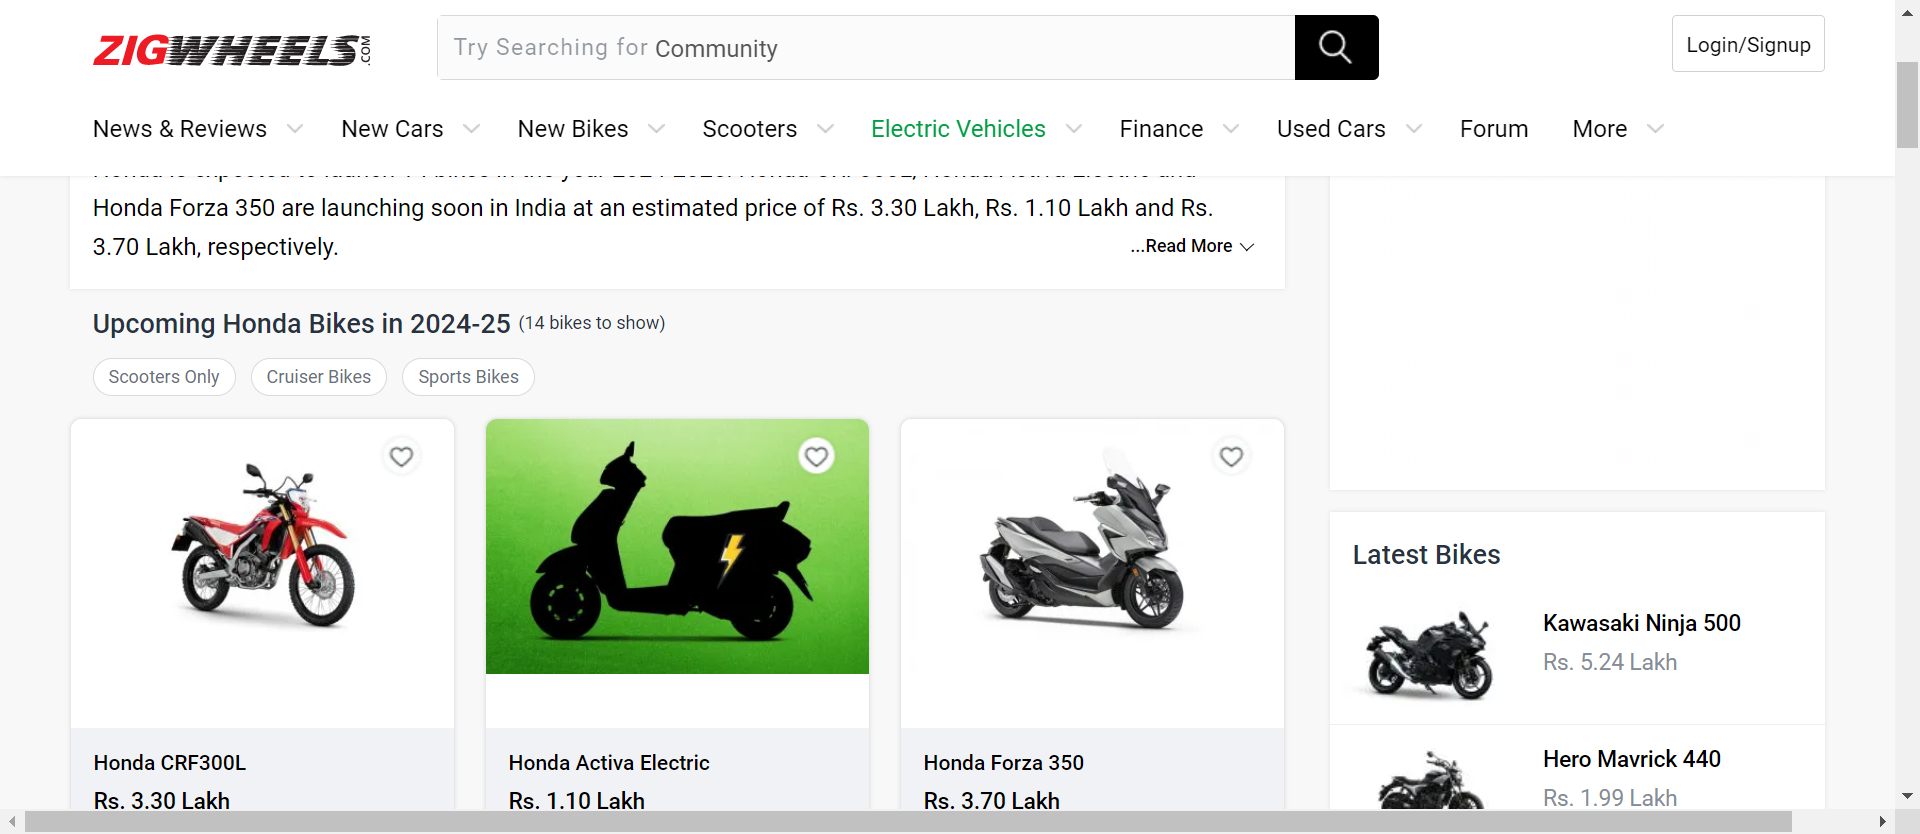 ZIGWHEELS.COM
Try Searching for Community
Login/Signup
News & Reviews
New Cars
New Bikes
Scooters
Electric Vehicles
Finance
Used Cars
Forum
More
Honda Forza 350 are launching soon in India at an estimated price of Rs. 3.30 Lakh, Rs. 1.10 Lakh and Rs.
3.70 Lakh, respectively.
...Read More
Upcoming Honda Bikes in 2024-25 (14 bikes to show)
Scooters Only
Cruiser Bikes
Sports Bikes
Honda CRF300L
Rs. 3.30 Lakh
Honda Activa Electric
Rs. 1.10 Lakh
Honda Forza 350
Rs. 3.70 Lakh
Latest Bikes
Kawasaki Ninja 500
Rs. 5.24 Lakh
Hero Mavrick 440
Rs. 1.99 Lakh